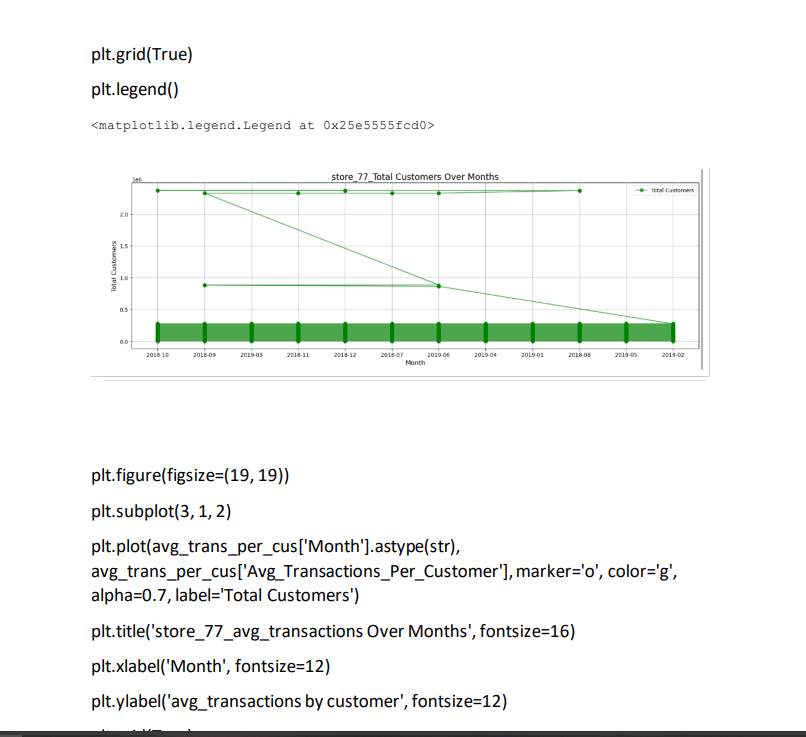 plt.grid(True)
plt.legend()
<matplotlib.legend.Legend at 0x25e5555fcd0>
store_77_Total Customers Over Months
1e6
Total Customers
2.0
1.5
1.0
0.5
0.0
Total Customers
2018-10 2018-09 2019-03 2018-11 2018-12 2018-07 2019-06 2019-04 2019-01 2018-08 2019-05 2019-02
Month
plt.figure(figsize=(19, 19))
plt.subplot(3, 1, 2)
plt.plot(avg_trans_per_cus['Month'].astype(str),
avg_trans_per_cus['Avg_Transactions_Per_Customer'], marker='o', color='g',
alpha=0.7, label='Total Customers')
plt.title('store_77_avg_transactions Over Months', fontsize=16)
plt.xlabel('Month', fontsize=12)
plt.ylabel('avg_transactions by customer', fontsize=12)